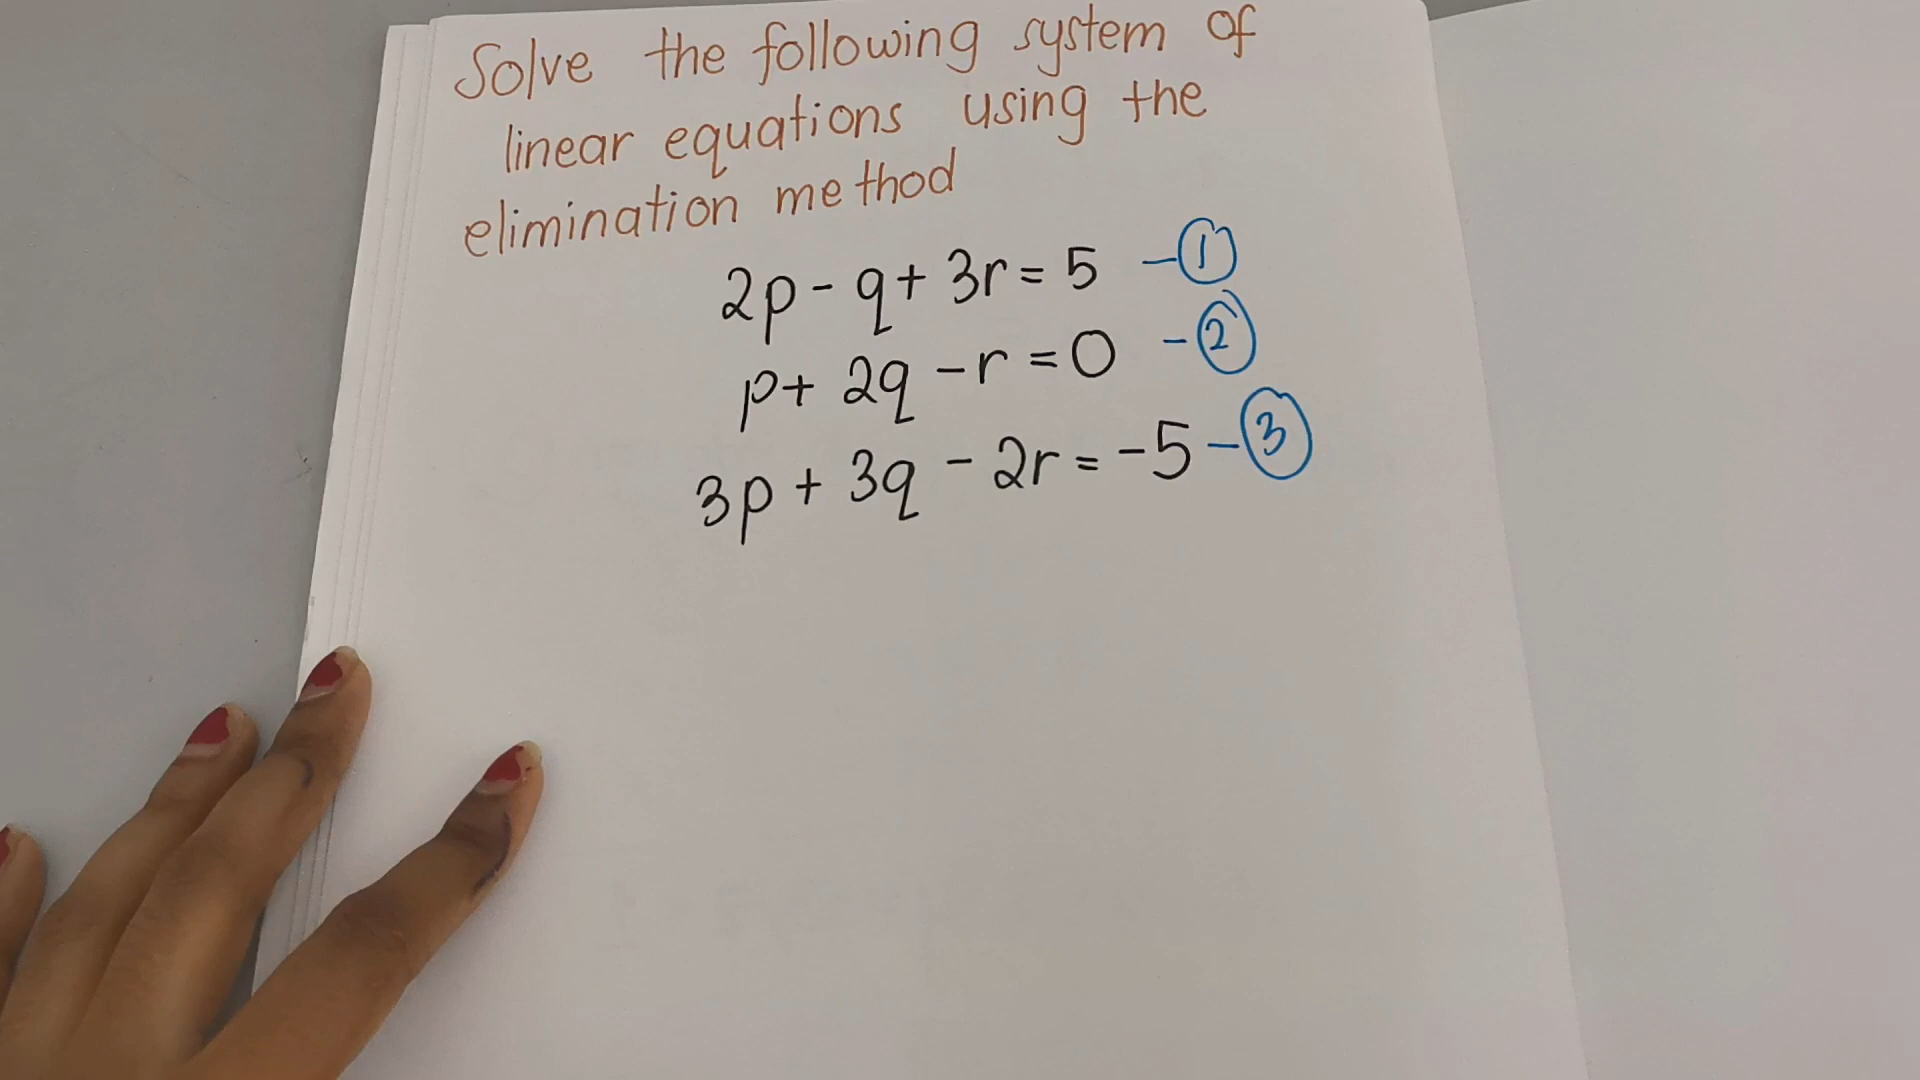 Solve the following system of
linear equations using the
elimination method
2p - q + 3r = 5 - ①
p + 2q - r = 0 - ②
3p + 3q - 2r = -5 - ③